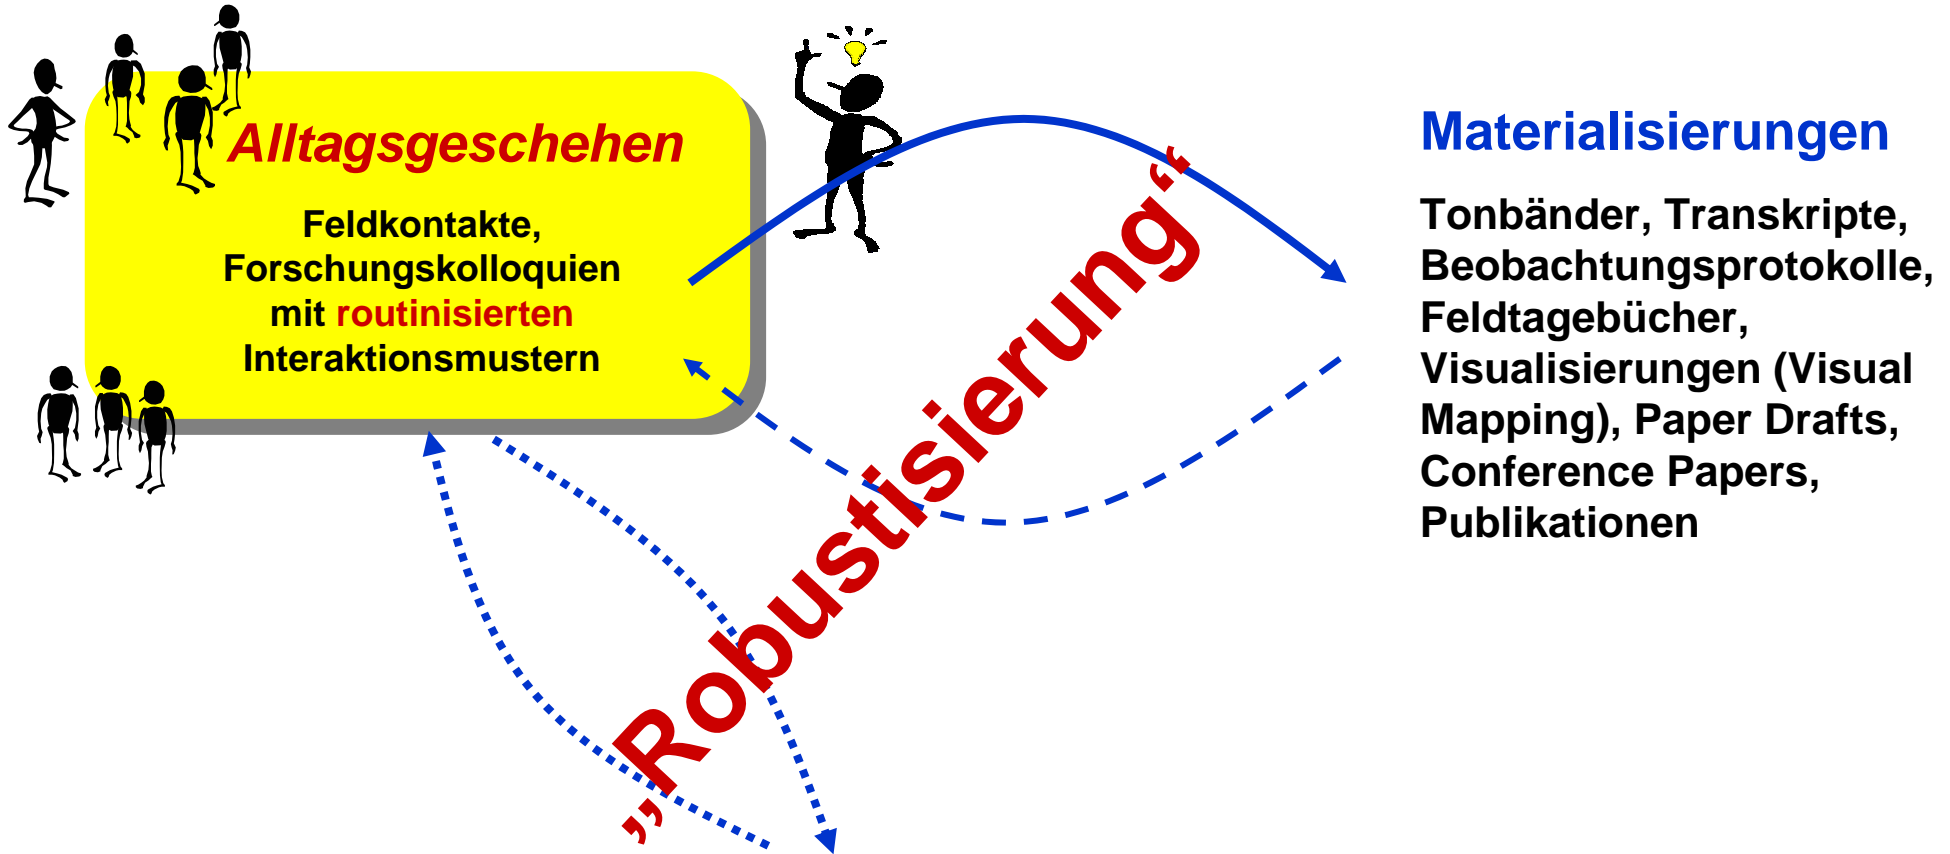 Alltagsgeschehen
Feldkontakte,
Forschungskolloquien
mit routinisierten
Interaktionsmustern
„Robustisierung“
Materialisierungen
Tonbänder, Transkripte,
Beobachtungsprotokolle,
Feldtagebücher,
Visualisierungen (Visual
Mapping), Paper Drafts,
Conference Papers,
Publikationen